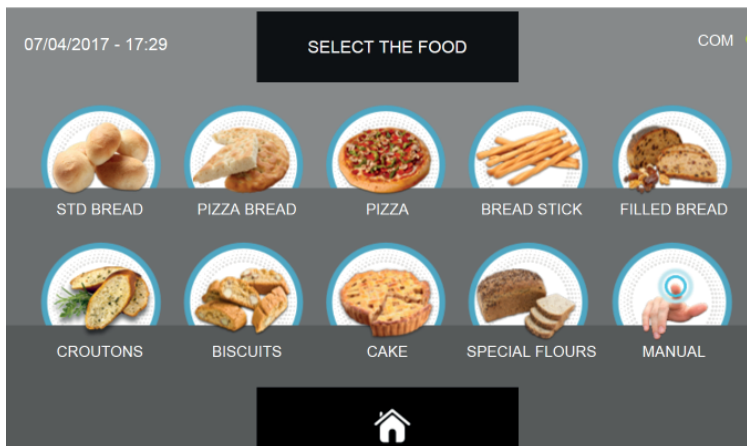 07/04/2017 - 17:29
SELECT THE FOOD
COM
STD BREAD
PIZZA BREAD
PIZZA
BREAD STICK
FILLED BREAD
CROUTONS
BISCUITS
CAKE
SPECIAL FLOURS
MANUAL